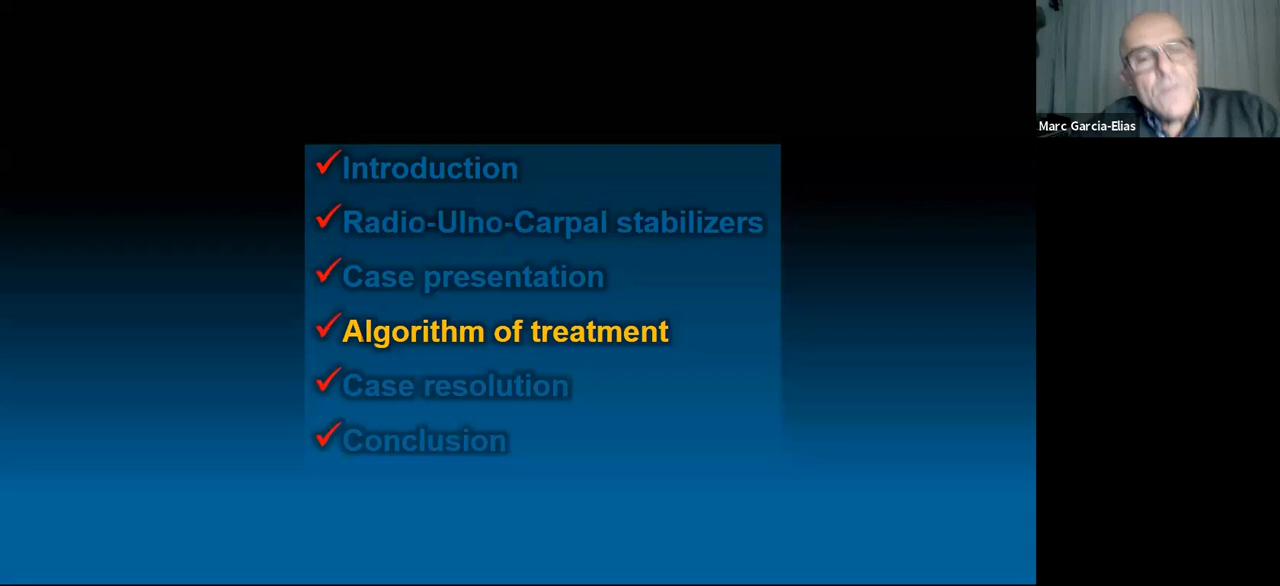 Introduction
Radio-Ulno-Carpal stabilizers
Case presentation
Algorithm of treatment
Case resolution
Conclusion
Marc Garcia-Elias